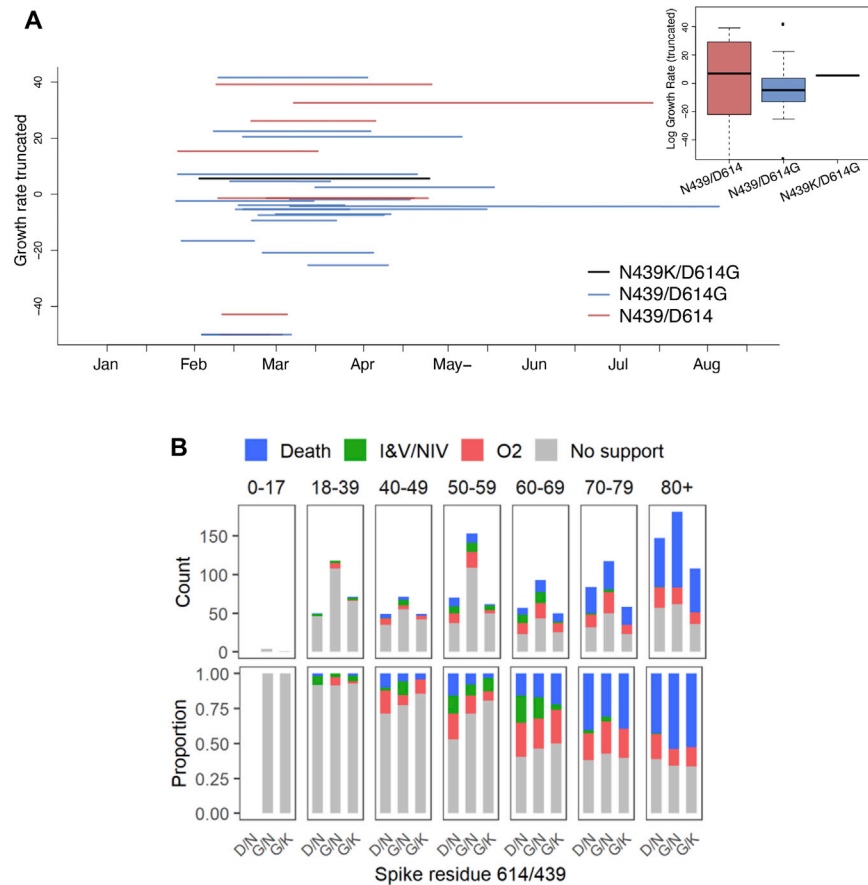 A
Growth rate truncated
40
20
0
-20
-40
Jan Feb Mar Apr May- Jun Jul Aug
N439K/D614G
N439/D614G
N439/D614
Log Growth Rate (truncated)
40
20
0
-20
-40
N439/D614 N439/D614G N439K/D614G
B
Death I&V/NIV O2 No support
0-17 18-39 40-49 50-59 60-69 70-79 80+
Count
150
100
50
0
Proportion
1.00
0.75
0.50
0.25
0.00
D/N G/N G/K D/N G/N G/K D/N G/N G/K D/N G/N G/K D/N G/N G/K D/N G/N G/K D/N G/N G/K
Spike residue 614/439